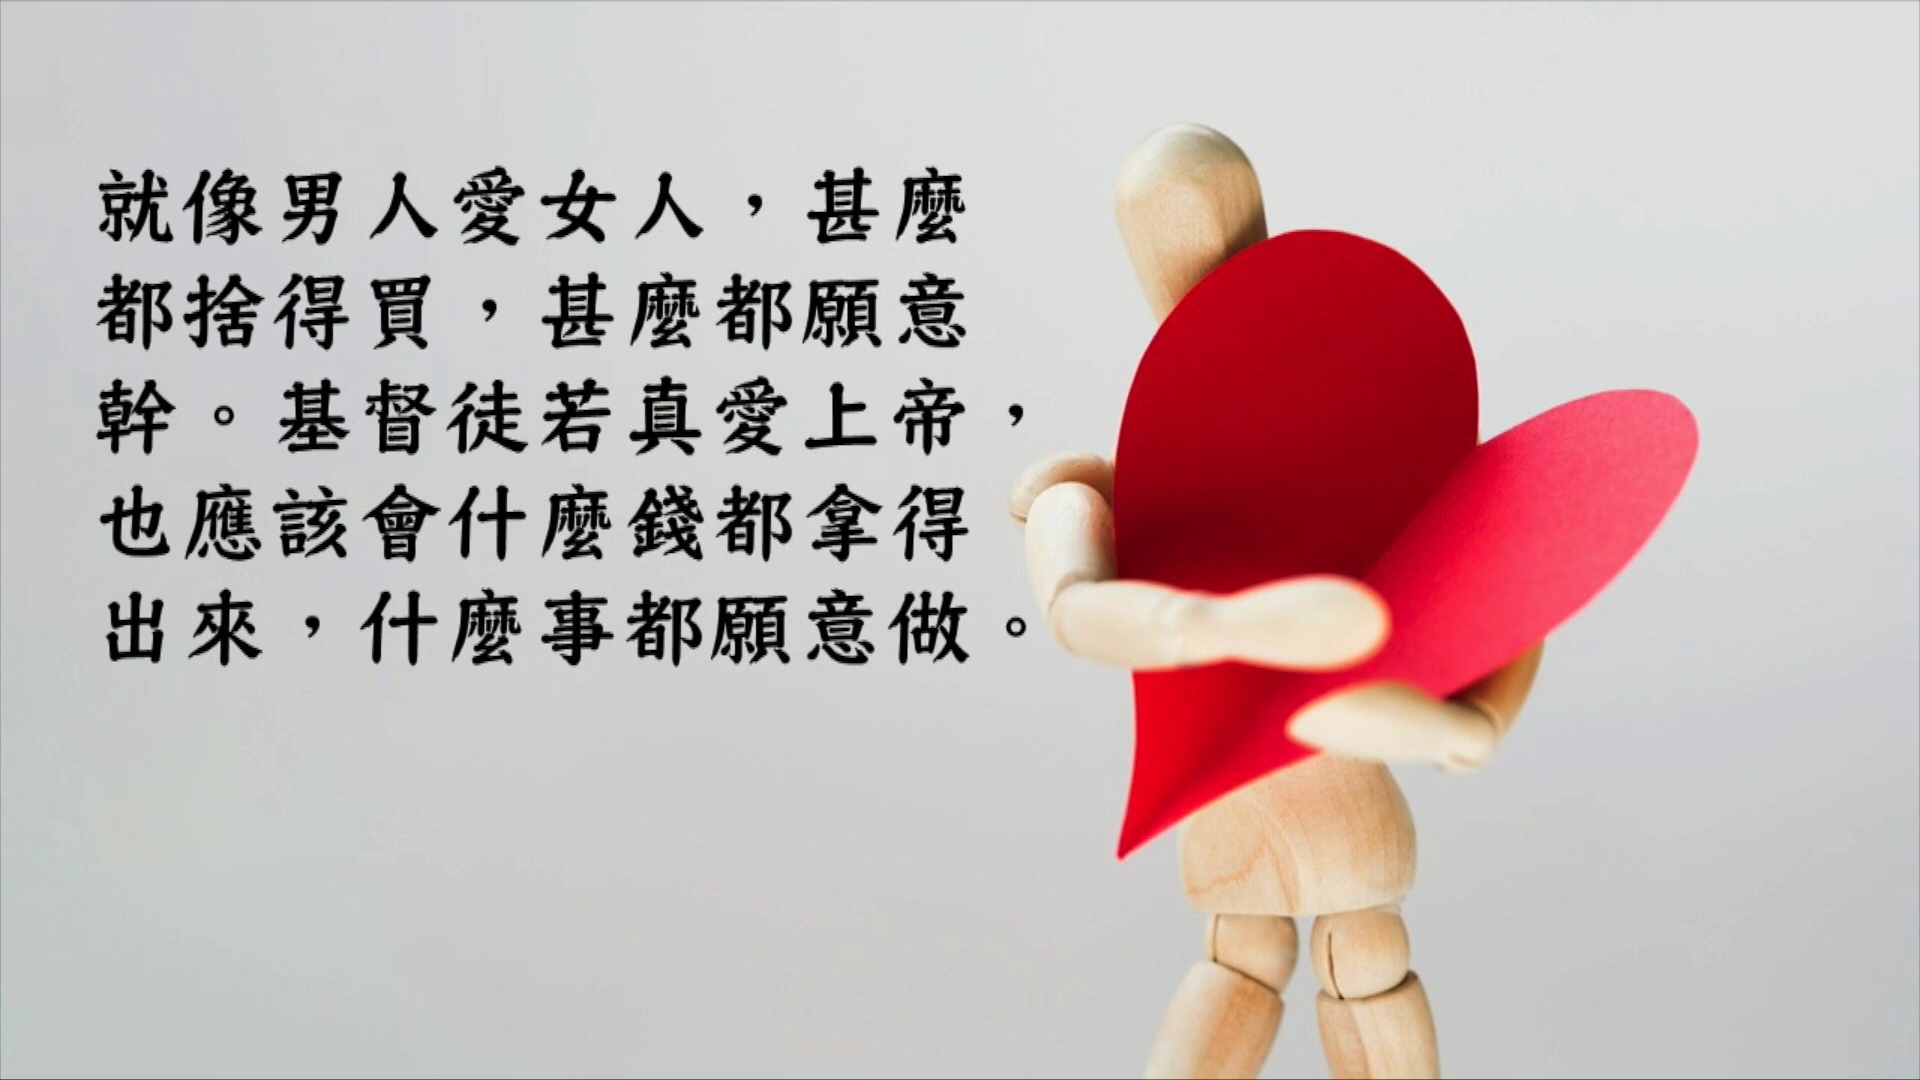 就像男人愛女人，甚麼
都捨得買，甚麼都願意
幹。基督徒若真愛上帝，
也應該會什麼錢都拿得
出來，什麼事都願意做。